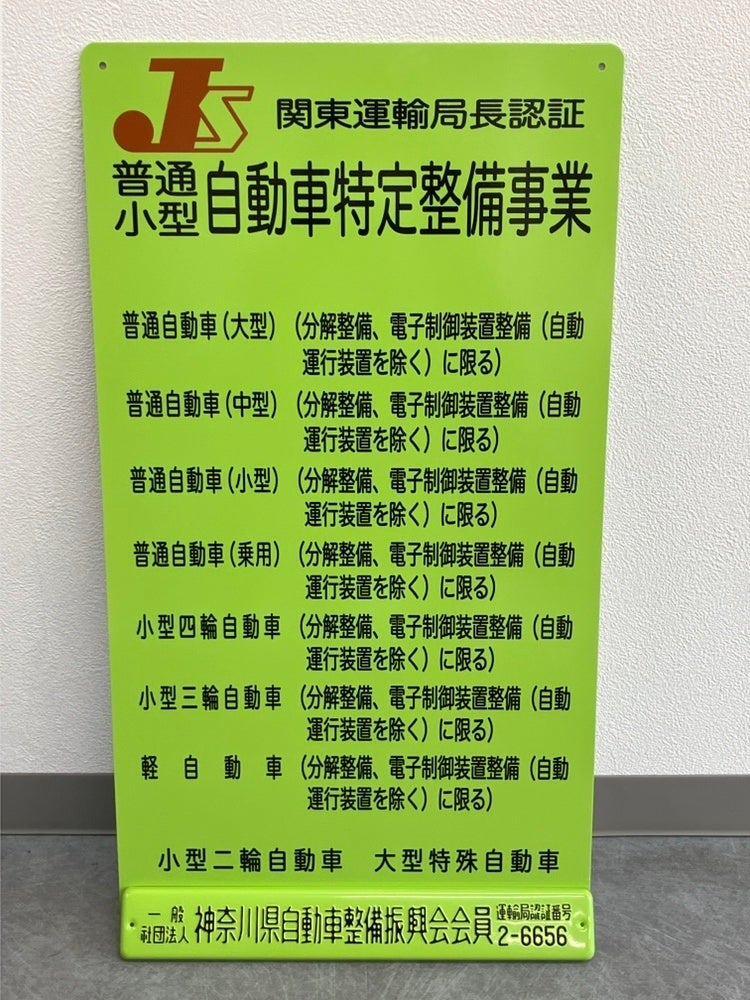 JS 関東運輸局長認証
普通
小型 自動車特定整備事業
普通自動車(大型) (分解整備、電子制御装置整備(自動
運行装置を除く)に限る)
普通自動車(中型) (分解整備、電子制御装置整備(自動
運行装置を除く)に限る)
普通自動車(小型) (分解整備、電子制御装置整備(自動
運行装置を除く)に限る)
普通自動車(乗用) (分解整備、電子制御装置整備(自動
運行装置を除く)に限る)
小型四輪自動車 (分解整備、電子制御装置整備(自動
運行装置を除く)に限る)
小型三輪自動車 (分解整備、電子制御装置整備(自動
運行装置を除く)に限る)
軽自動車 (分解整備、電子制御装置整備(自動
運行装置を除く)に限る)
小型二輪自動車 大型特殊自動車
一般
社団法人 神奈川県自動車整備振興会会員
運輸局認証番号
2-6656